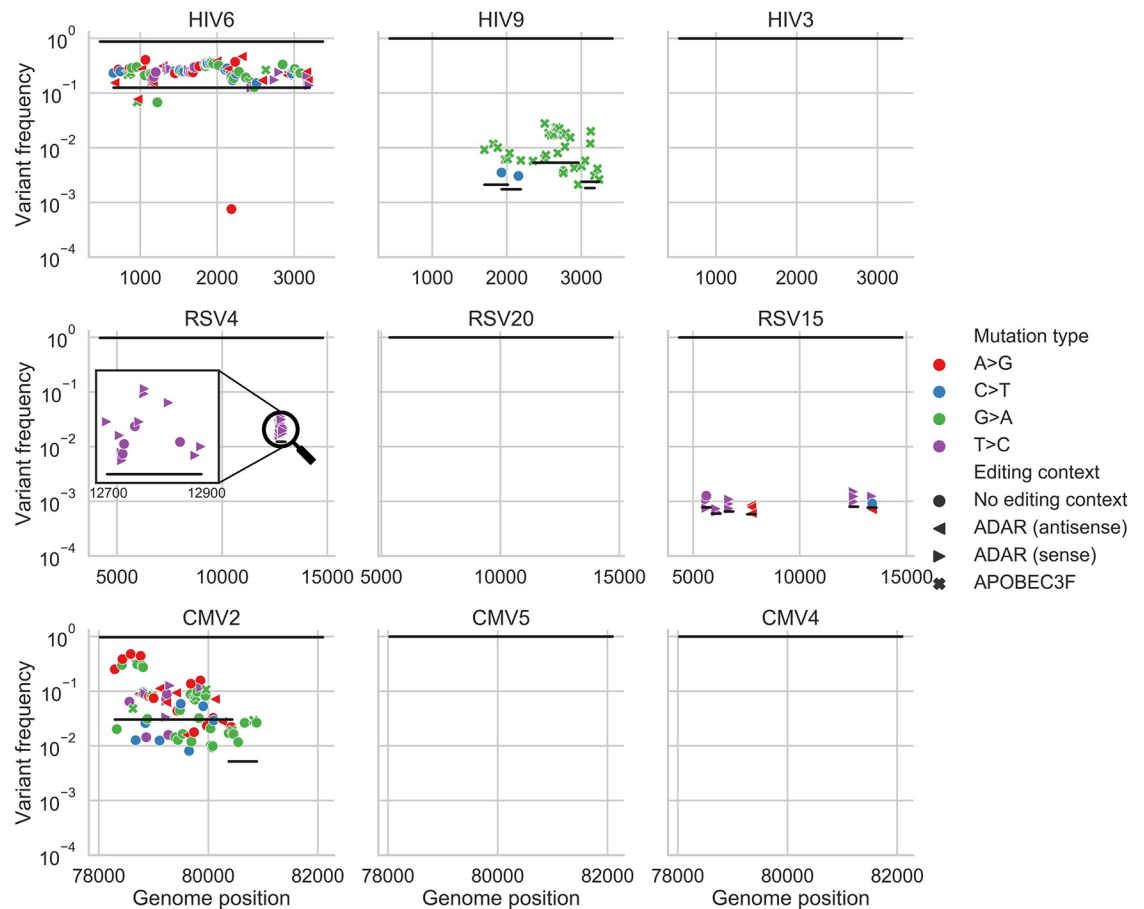 HIV6 HIV9 HIV3
Variant frequency
10^0
10^−1
10^−2
10^−3
10^−4
1000 2000 3000 1000 2000 3000 1000 2000 3000
RSV4 RSV20 RSV15
Variant frequency
10^0
10^−1
10^−2
10^−3
10^−4
12700 12900
5000 10000 15000 5000 10000 15000 5000 10000 15000
Mutation type
A>G
C>T
G>A
T>C
Editing context
No editing context
ADAR (antisense)
ADAR (sense)
APOBEC3F
CMV2 CMV5 CMV4
Variant frequency
10^0
10^−1
10^−2
10^−3
10^−4
78000 80000 82000 78000 80000 82000 78000 80000 82000
Genome position Genome position Genome position